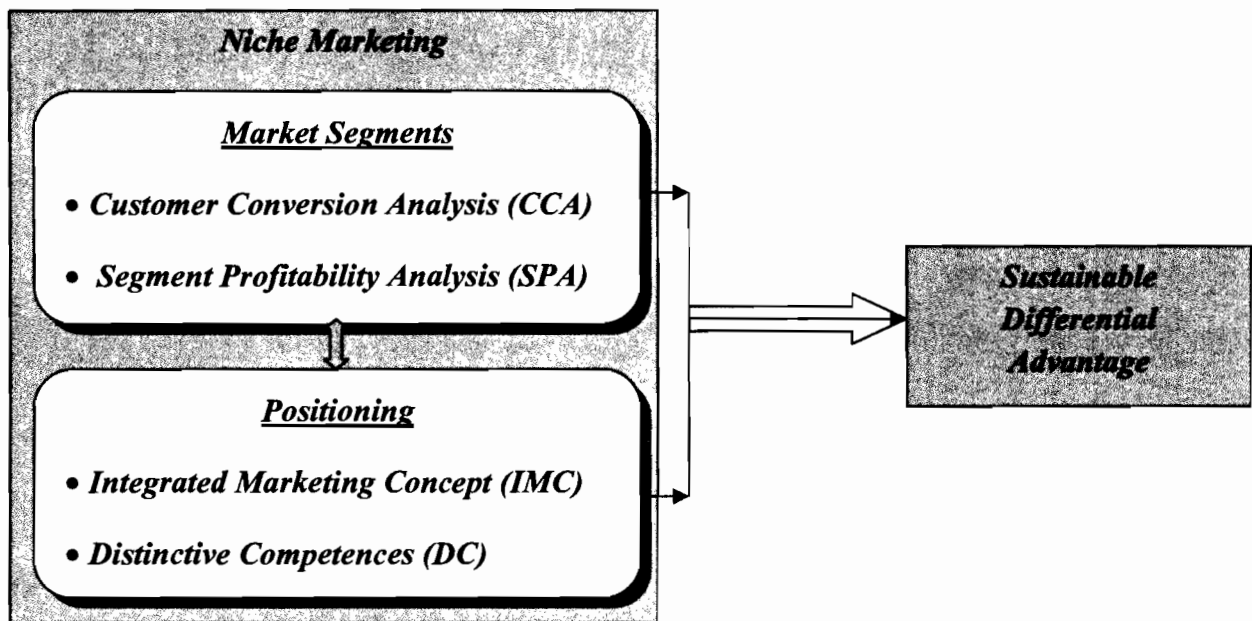 Niche Marketing
Market Segments
• Customer Conversion Analysis (CCA)
• Segment Profitability Analysis (SPA)
Positioning
• Integrated Marketing Concept (IMC)
• Distinctive Competences (DC)
Sustainable
Differential
Advantage